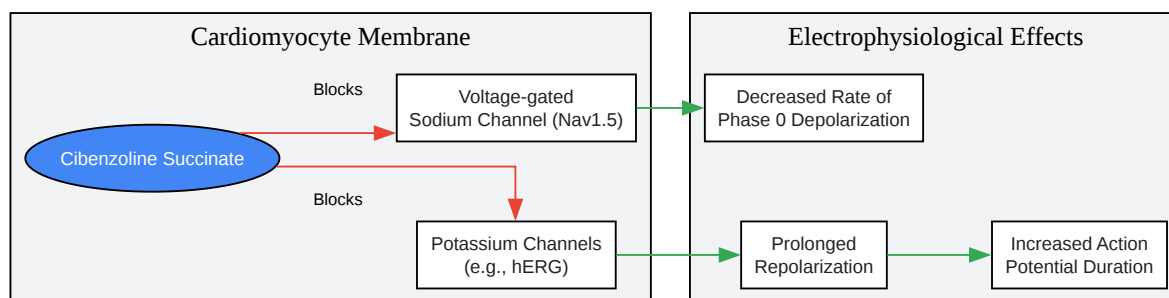 Cardiomyocyte Membrane
Electrophysiological Effects
Blocks
Voltage-gated
Sodium Channel (Nav1.5)
Decreased Rate of
Phase 0 Depolarization
Cibenzoline Succinate
Blocks
Potassium Channels
(e.g., hERG)
Prolonged
Repolarization
Increased Action
Potential Duration